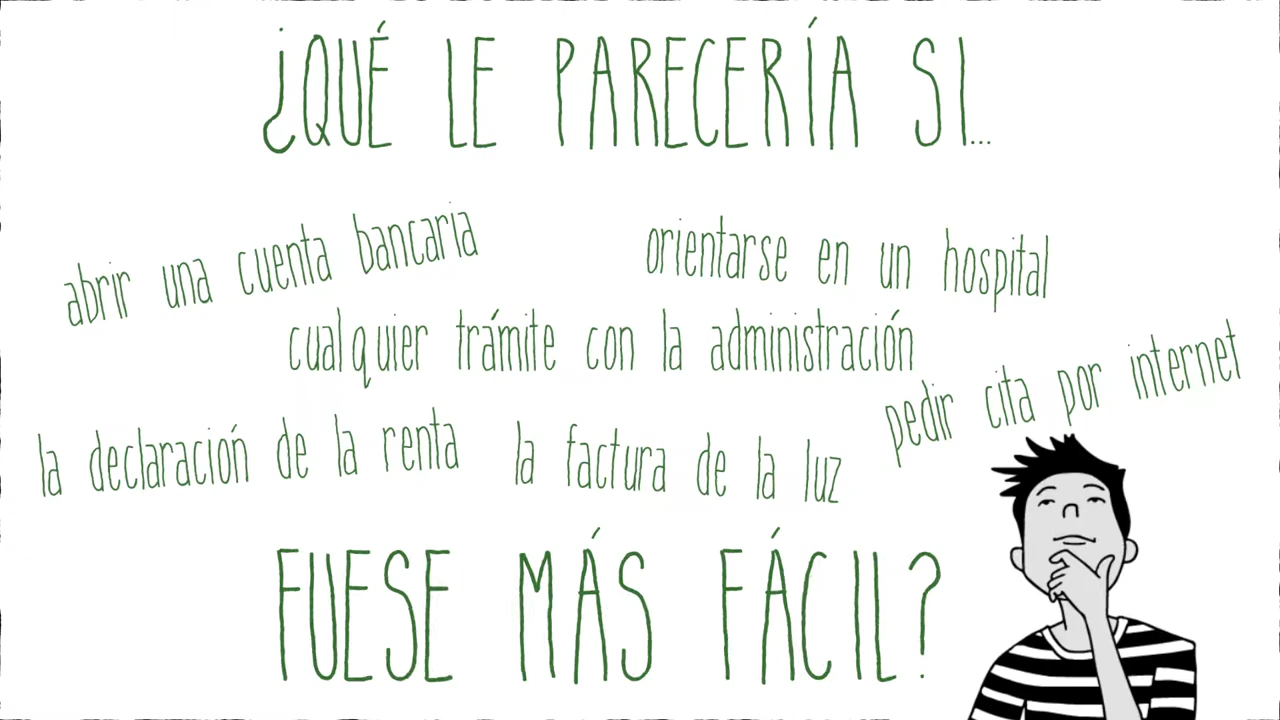 ¿QUÉ LE PARECERÍA SI...
abrir una cuenta bancaria
orientarse en un hospital
cualquier trámite con la administración
pedir cita por internet
la declaración de la renta
la factura de la luz
FUESE MÁS FÁCIL?